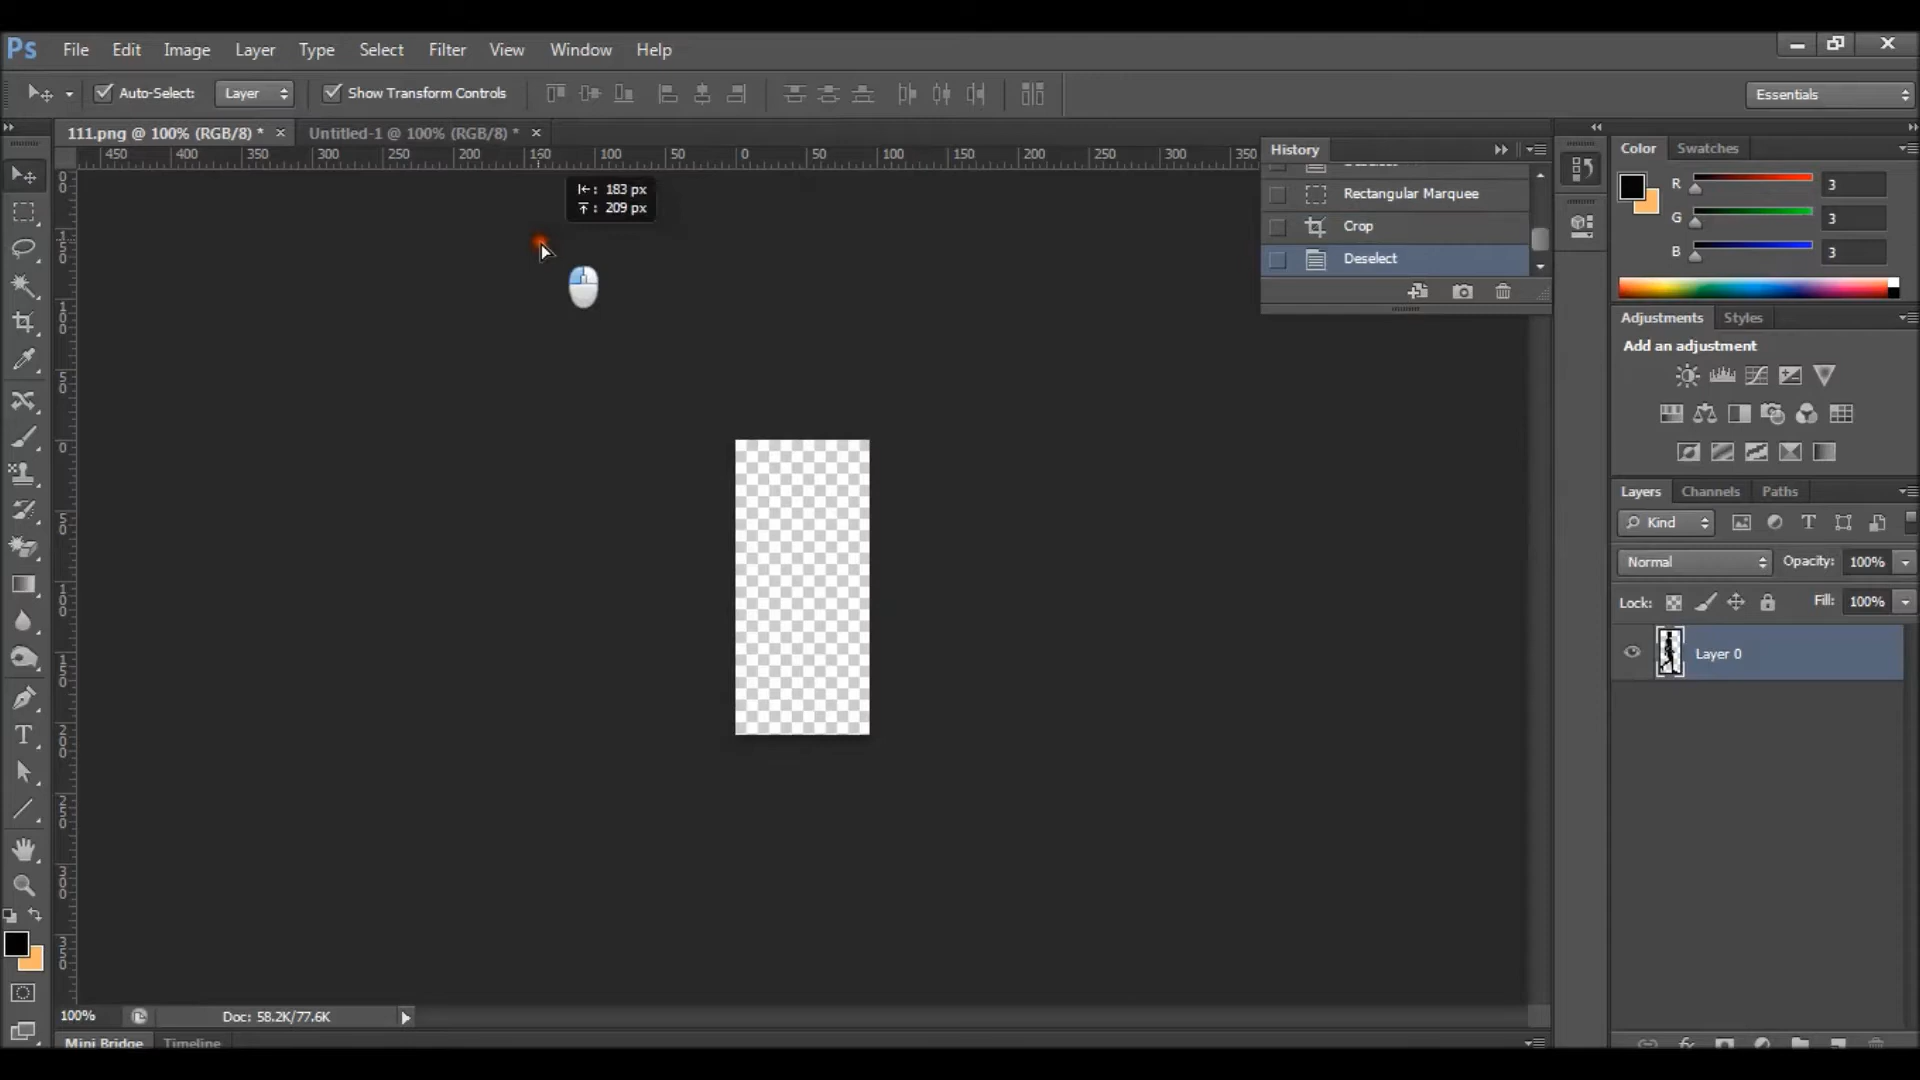 Ps File Edit Image Layer Type Select Filter View Window Help
Auto-Select: Layer Show Transform Controls Essentials
111.png @ 100% (RGB/8) * × Untitled-1 @ 100% (RGB/8) * ×
450 400 350 300 250 200 150 100 50 0 50 100 150 200 250 300 350
: 183 px
: 209 px
History
Rectangular Marquee
Crop
Deselect
Color Swatches
R 3
G 3
B 3
Adjustments Styles
Add an adjustment
Layers Channels Paths
Kind
Normal Opacity: 100%
Lock: Fill: 100%
Layer 0
100% Doc: 58.2K/77.6K
Mini Bridge Timeline